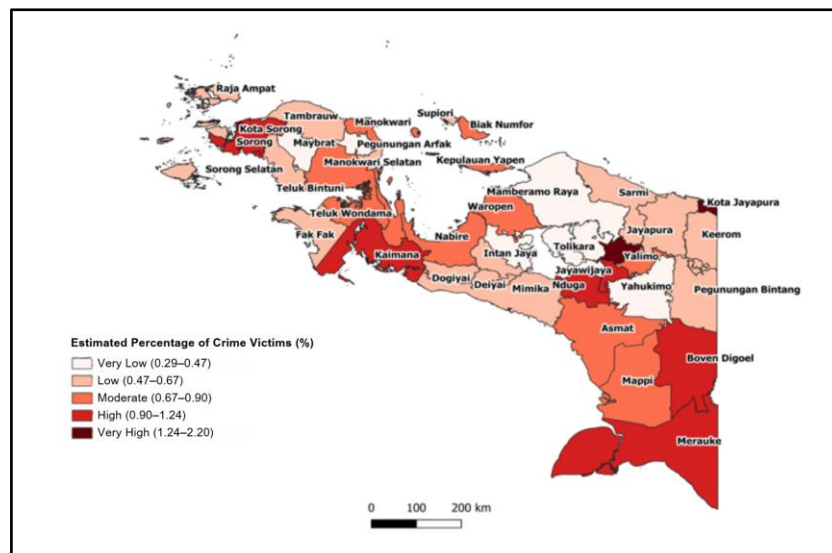 Raja Ampat
Tambrauw
Manokwari
Supiori
Biak Numfor
Kota Sorong
Sorong
Maybrat
Pegunungan Arfak
Manokwari Selatan
Kepulauan Yapen
Sorong Selatan
Teluk Bintuni
Mamberamo Raya
Sarmi
Waropen
Kota Jayapura
Teluk Wondama
Fak Fak
Nabire
Jayapura
Keerom
Kaimana
Intan Jaya
Tolikara
Yalimo
Dogiyai
Deiyai
Mimika
Jayawijaya
Nduga
Yahukimo
Pegunungan Bintang
Asmat
Boven Digoel
Mappi
Merauke
Estimated Percentage of Crime Victims (%)
Very Low (0.29–0.47)
Low (0.47–0.67)
Moderate (0.67–0.90)
High (0.90–1.24)
Very High (1.24–2.20)
0 100 200 km